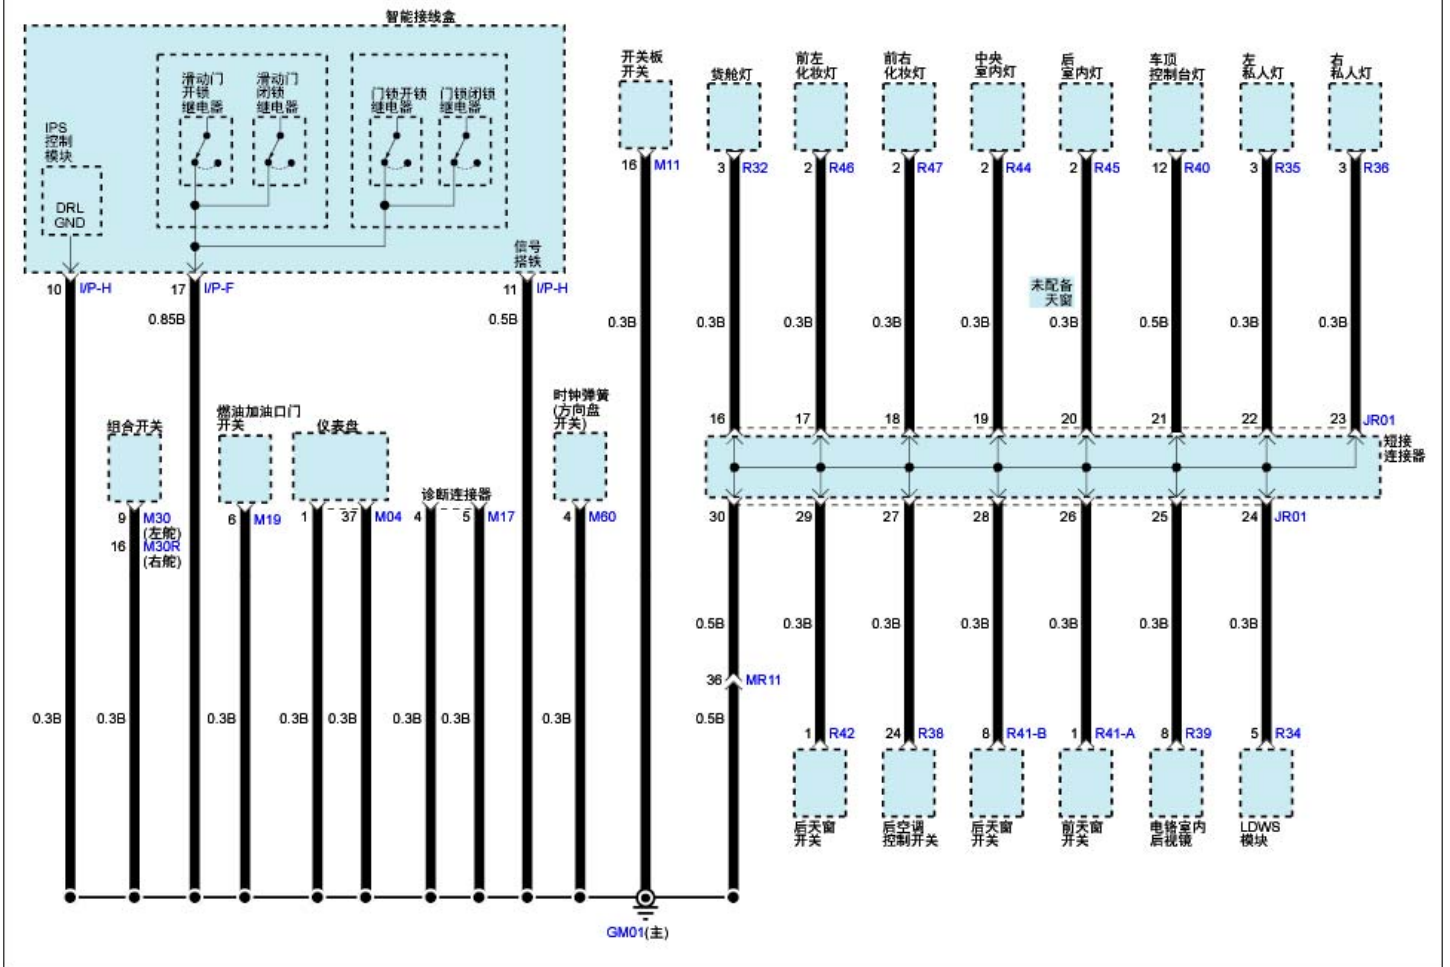 智能接线盒
滑动门
开锁
继电器
滑动门
闭锁
继电器
门锁开锁
继电器
门锁闭锁
继电器
IPS
控制
模块
DRL
GND
信号
搭铁
10 I/P-H
17 I/P-F
11 I/P-H
0.85B
0.5B
开关板
开关
货舱灯
前左
化妆灯
前右
化妆灯
中央
室内灯
后
室内灯
车顶
控制台灯
左
私人灯
右
私人灯
16 M11
3 R32
2 R46
2 R47
2 R44
2 R45
12 R40
3 R35
3 R36
未配备
天窗
0.3B
0.3B
0.3B
0.3B
0.3B
0.3B
0.5B
0.3B
0.3B
16
17
18
19
20
21
22
23 JR01
短接
连接器
组合开关
燃油加油口门
开关
仪表盘
诊断连接器
时钟弹簧
(方向盘
开关)
9 M30
(左舵)
16 M30R
(右舵)
6 M19
1
37 M04
4
5 M17
4 M60
30
29
27
28
26
25
24 JR01
0.5B
0.3B
0.3B
0.3B
0.3B
0.3B
0.3B
36 MR11
0.3B
0.3B
0.3B
0.3B
0.3B
0.3B
0.3B
0.3B
0.5B
1 R42
24 R38
8 R41-B
1 R41-A
8 R39
5 R34
后天窗
开关
后空调
控制开关
后天窗
开关
前天窗
开关
电铬室内
后视镜
LDWS
模块
GM01(主)